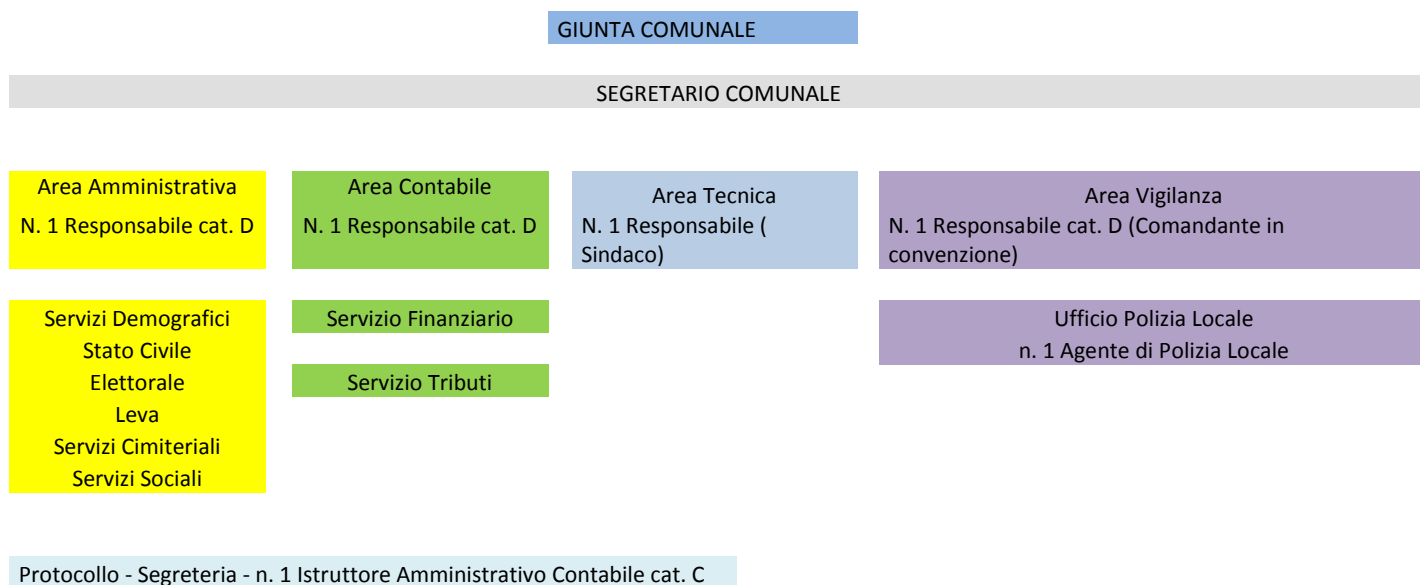 GIUNTA COMUNALE
SEGRETARIO COMUNALE
Area Amministrativa
N. 1 Responsabile cat. D
Area Contabile
N. 1 Responsabile cat. D
Area Tecnica
N. 1 Responsabile (
Sindaco)
Area Vigilanza
N. 1 Responsabile cat. D (Comandante in
convenzione)
Servizi Demografici
Stato Civile
Elettorale
Leva
Servizi Cimiteriali
Servizi Sociali
Servizio Finanziario
Servizio Tributi
Ufficio Polizia Locale
n. 1 Agente di Polizia Locale
Protocollo - Segreteria - n. 1 Istruttore Amministrativo Contabile cat. C